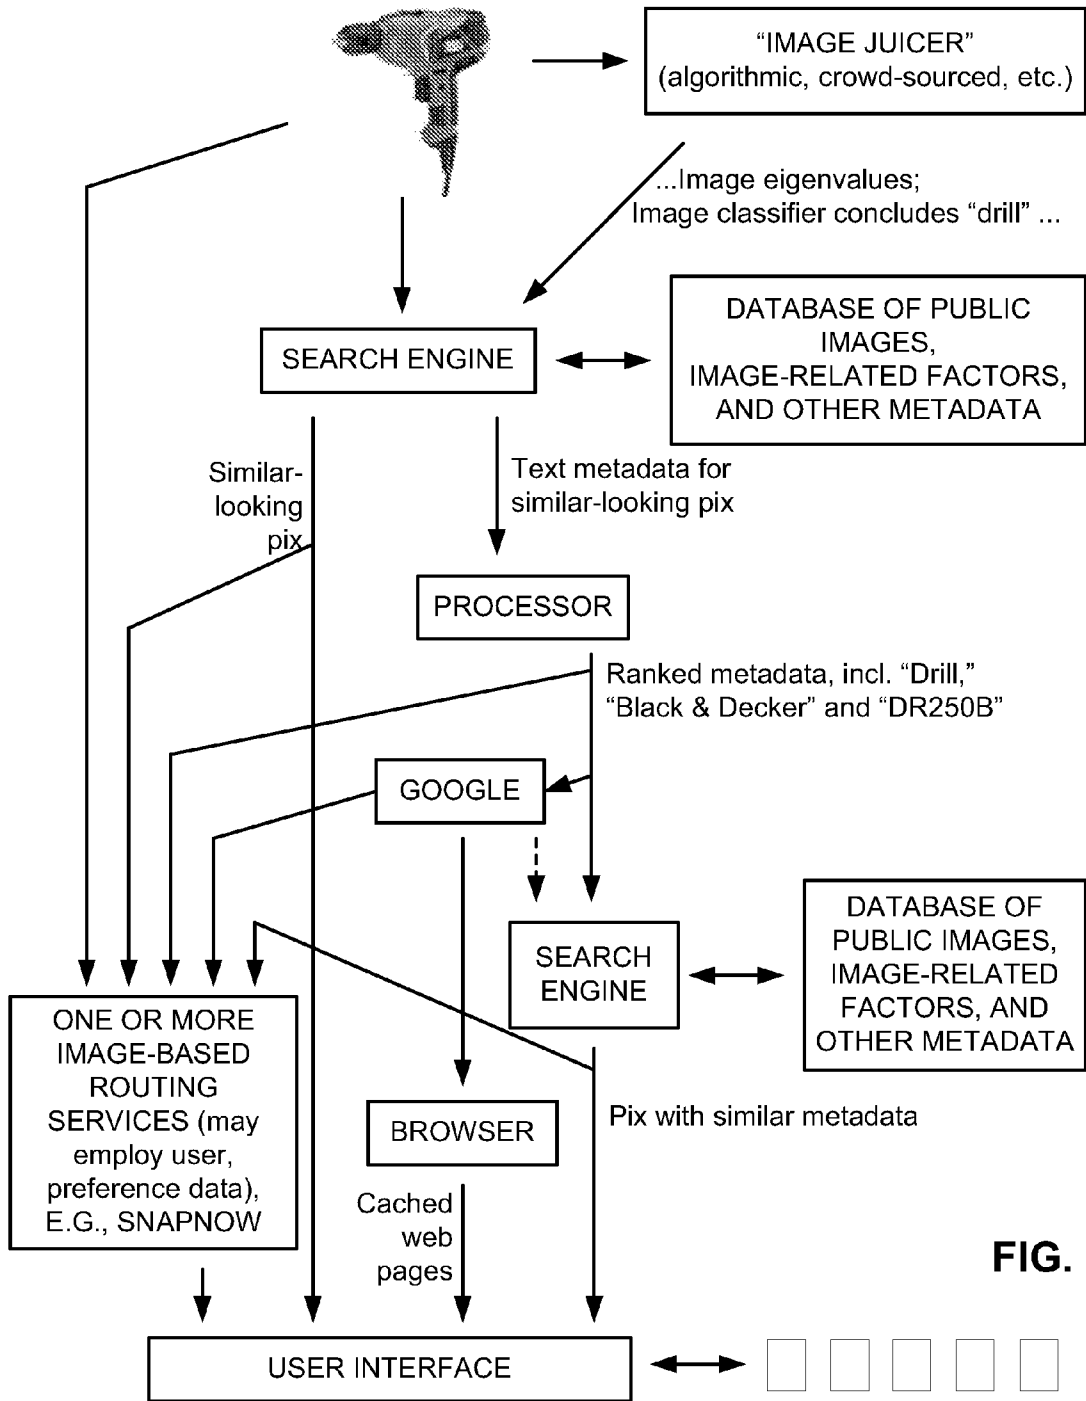 “IMAGE JUICER”
(algorithmic, crowd-sourced, etc.)
...Image eigenvalues;
Image classifier concludes “drill” ...
SEARCH ENGINE
DATABASE OF PUBLIC
IMAGES,
IMAGE-RELATED FACTORS,
AND OTHER METADATA
Similar-
looking
pix
Text metadata for
similar-looking pix
PROCESSOR
Ranked metadata, incl. “Drill,”
“Black & Decker” and “DR250B”
GOOGLE
SEARCH
ENGINE
DATABASE OF
PUBLIC IMAGES,
IMAGE-RELATED
FACTORS, AND
OTHER METADATA
ONE OR MORE
IMAGE-BASED
ROUTING
SERVICES (may
employ user,
preference data),
E.G., SNAPNOW
BROWSER
Pix with similar metadata
Cached
web
pages
FIG.
USER INTERFACE